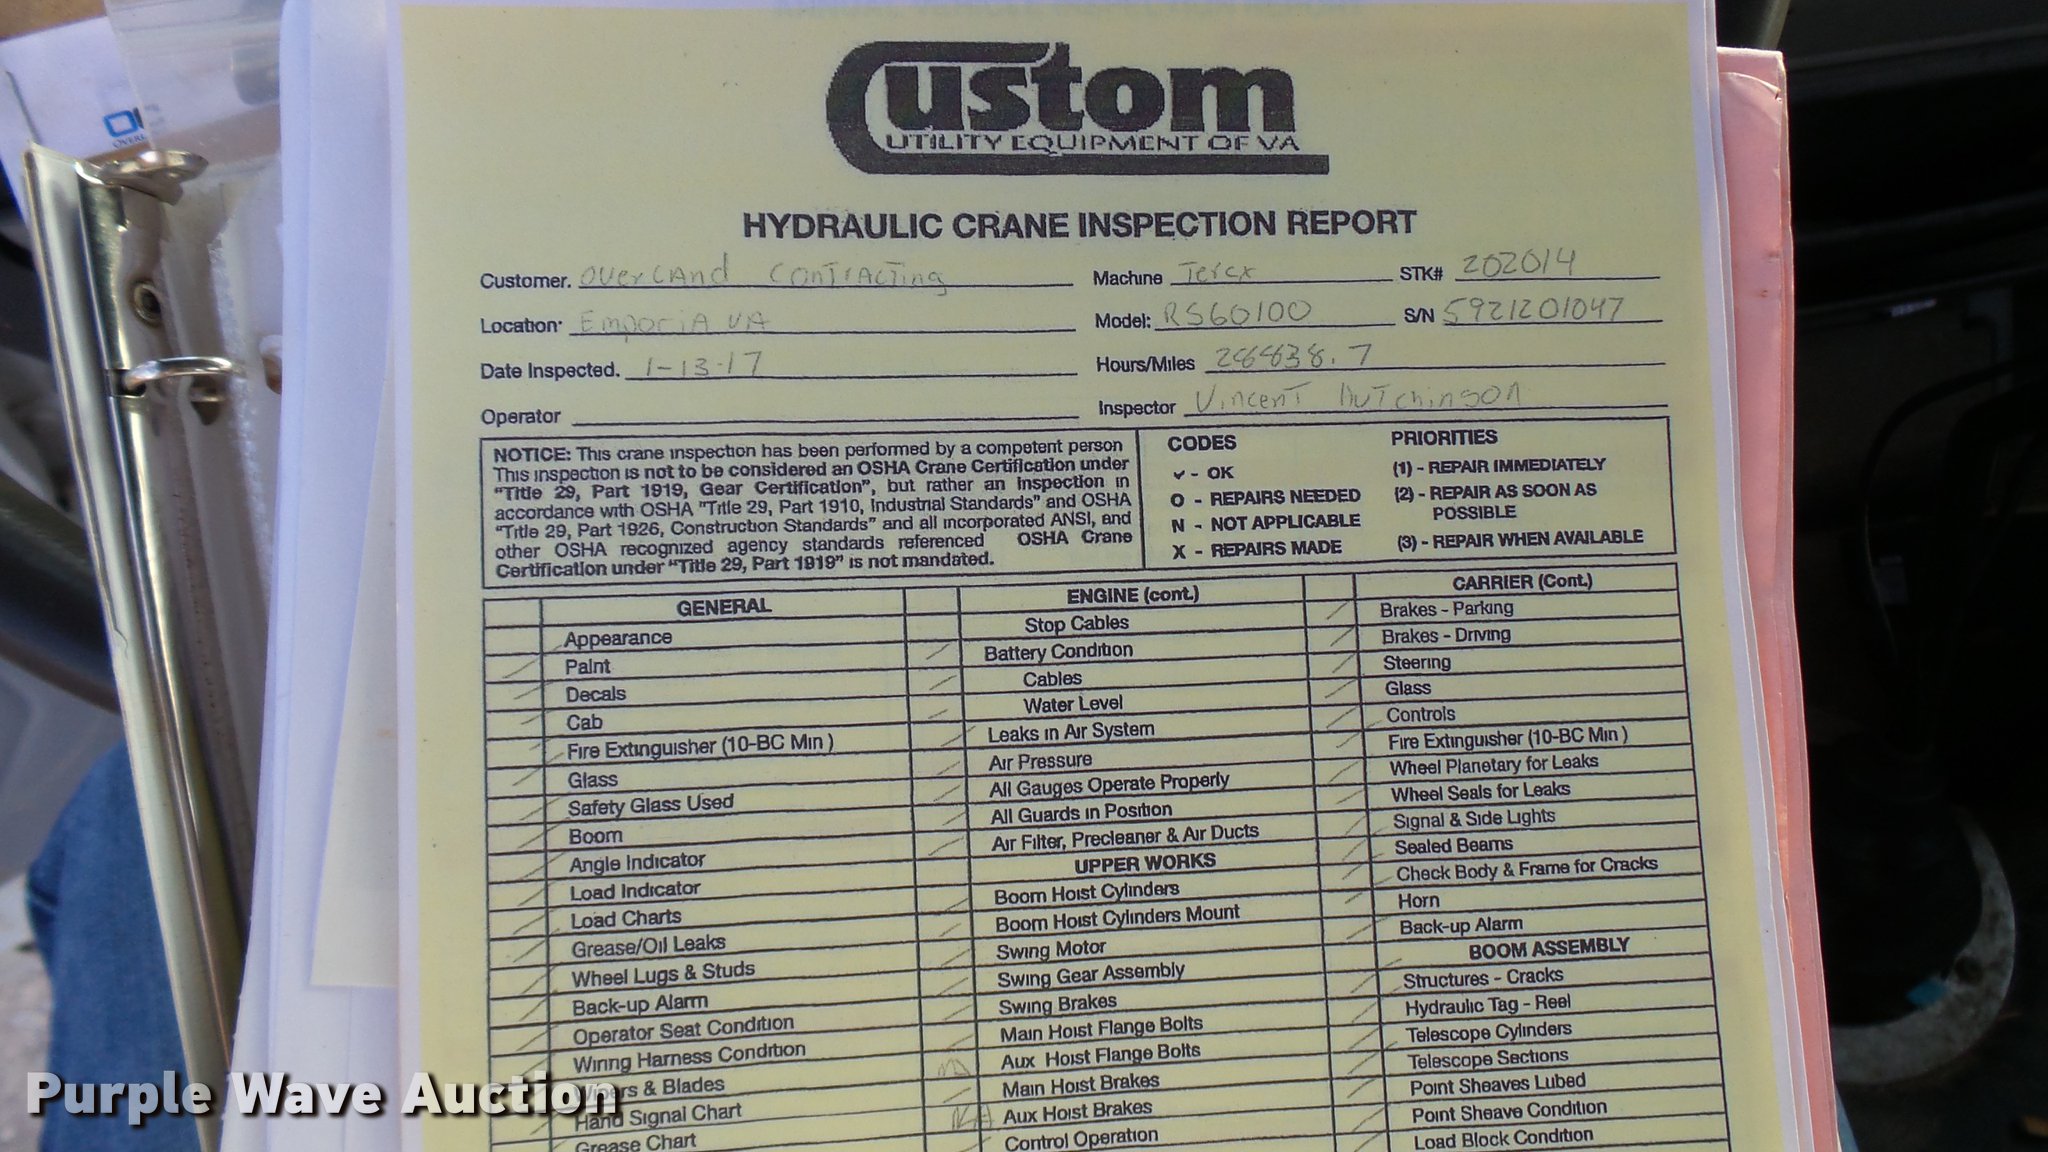 Custom
UTILITY EQUIPMENT OF VA
HYDRAULIC CRANE INSPECTION REPORT
Customer. Overland Contracting Machine Terex STK# 202014
Location: Emporia VA Model: RS60100 S/N 5921201047
Date Inspected. 1-13-17 Hours/Miles
Operator Inspector Vincent Hutchinson
NOTICE: This crane inspection has been performed by a competent person
This inspection is not to be considered an OSHA Crane Certification under
"Title 29, Part 1919, Gear Certification", but rather an inspection in
accordance with OSHA "Title 29, Part 1910, Industrial Standards" and OSHA
"Title 29, Part 1926, Construction Standards" and all incorporated ANSI, and
other OSHA recognized agency standards referenced OSHA Crane
Certification under "Title 29, Part 1919" is not mandated.
CODES
✓ - OK
O - REPAIRS NEEDED
N - NOT APPLICABLE
X - REPAIRS MADE
PRIORITIES
(1) - REPAIR IMMEDIATELY
(2) - REPAIR AS SOON AS
POSSIBLE
(3) - REPAIR WHEN AVAILABLE
GENERAL
Appearance
Paint
Decals
Cab
Fire Extinguisher (10-BC Min)
Glass
Safety Glass Used
Boom
Angle Indicator
Load Indicator
Load Charts
Grease/Oil Leaks
Wheel Lugs & Studs
Back-up Alarm
Operator Seat Condition
Wiring Harness Condition
Wipers & Blades
Hand Signal Chart
Grease Chart
ENGINE (cont.)
Stop Cables
Battery Condition
Cables
Water Level
Leaks in Air System
Air Pressure
All Gauges Operate Properly
All Guards in Position
Air Filter, Precleaner & Air Ducts
UPPER WORKS
Boom Hoist Cylinders
Boom Hoist Cylinders Mount
Swing Motor
Swing Gear Assembly
Swing Brakes
Main Hoist Flange Bolts
Aux Hoist Flange Bolts
Main Hoist Brakes
NA Aux Hoist Brakes
Control Operation
CARRIER (Cont.)
Brakes - Parking
Brakes - Driving
Steering
Glass
Controls
Fire Extinguisher (10-BC Min)
Wheel Planetary for Leaks
Wheel Seals for Leaks
Signal & Side Lights
Sealed Beams
Check Body & Frame for Cracks
Horn
Back-up Alarm
BOOM ASSEMBLY
Structures - Cracks
Hydraulic Tag - Reel
Telescope Cylinders
Telescope Sections
Point Sheaves Lubed
Point Sheave Condition
Load Block Condition
Purple Wave Auction